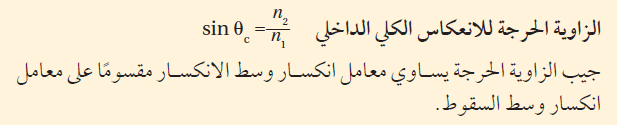 الزاوية الحرجة للانعكاس الكلي الداخلي sin θc = n2/n1
جيب الزاوية الحرجة يساوي معامل انكسار وسط الانكسار مقسومًا على معامل
انكسار وسط السقوط.